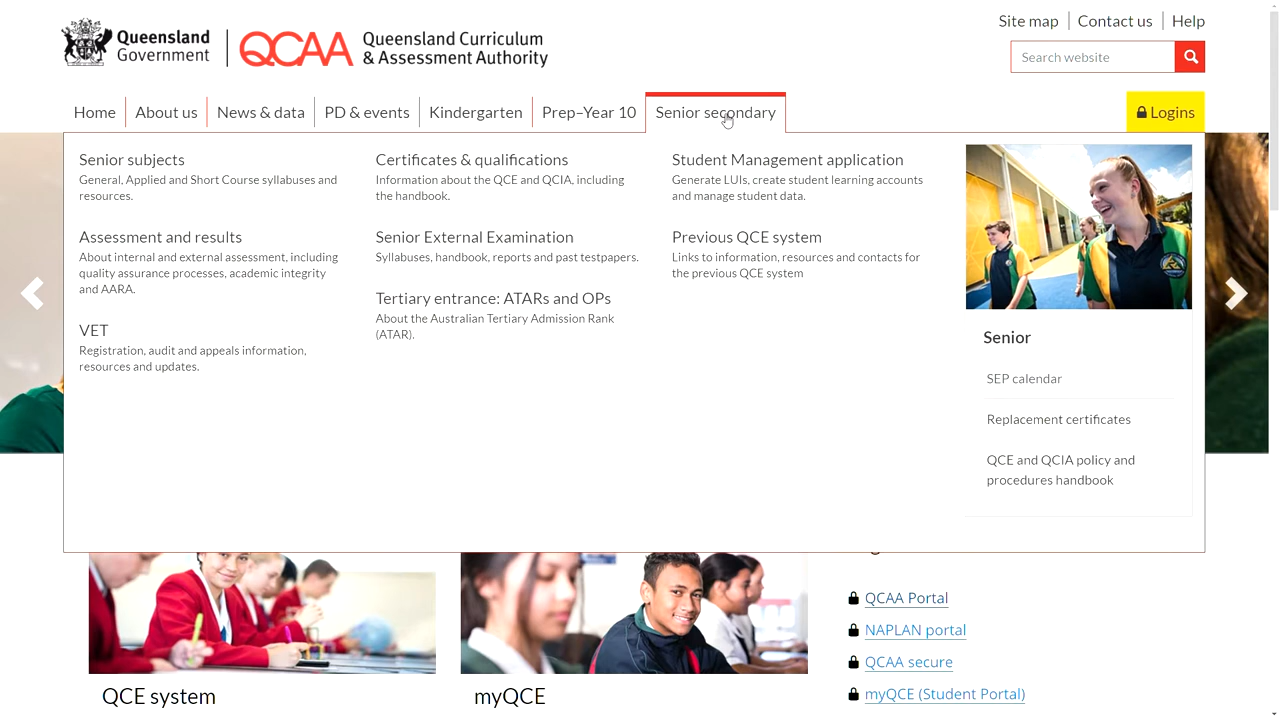 Site map
Contact us
Help
Queensland
Government
QCAA
Queensland Curriculum
& Assessment Authority
Search website
Home
About us
News & data
PD & events
Kindergarten
Prep–Year 10
Senior secondary
Logins
Senior subjects
General, Applied and Short Course syllabuses and
resources.
Assessment and results
About internal and external assessment, including
quality assurance processes, academic integrity
and AARA.
VET
Registration, audit and appeals information,
resources and updates.
Certificates & qualifications
Information about the QCE and QCIA, including
the handbook.
Senior External Examination
Syllabuses, handbook, reports and past testpapers.
Tertiary entrance: ATARs and OPs
About the Australian Tertiary Admission Rank
(ATAR).
Student Management application
Generate LUIs, create student learning accounts
and manage student data.
Previous QCE system
Links to information, resources and contacts for
the previous QCE system
Senior
SEP calendar
Replacement certificates
QCE and QCIA policy and
procedures handbook
QCE system
myQCE
QCAA Portal
NAPLAN portal
QCAA secure
myQCE (Student Portal)